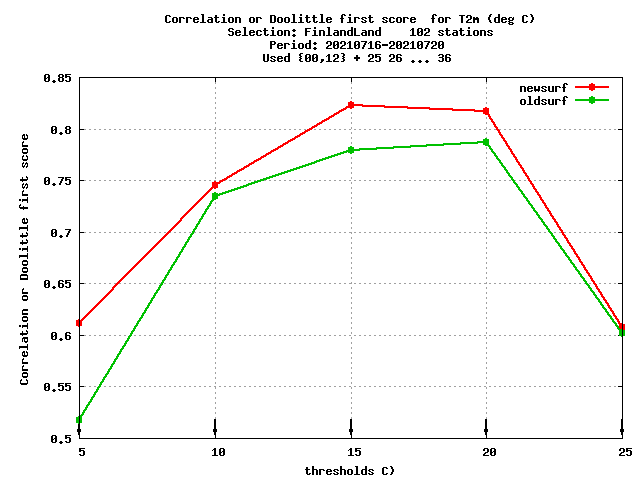 Correlation or Doolittle first score  for T2m (deg C)
Selection: FinlandLand    102 stations
Period: 20210716-20210720
Used {00,12} + 25 26 ... 36
newsurf
oldsurf
Correlation or Doolittle first score
0.85
0.8
0.75
0.7
0.65
0.6
0.55
0.5
5 10 15 20 25
thresholds C)